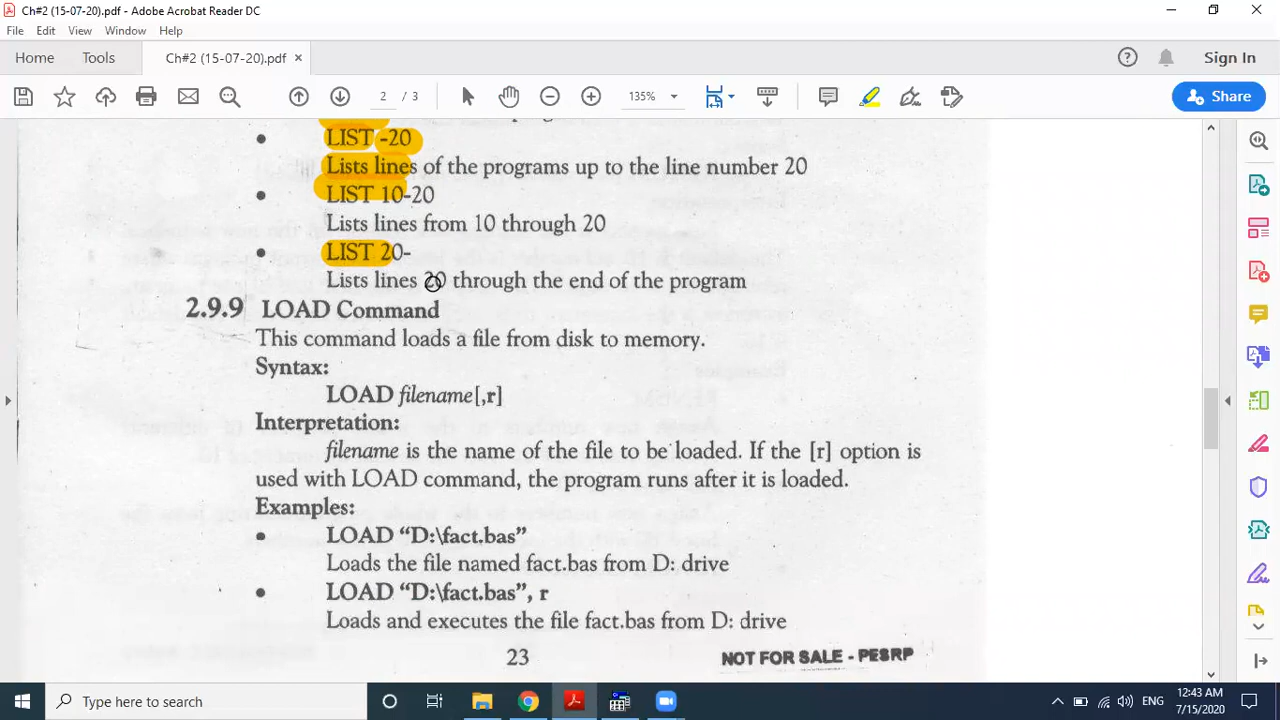 Ch#2 (15-07-20).pdf - Adobe Acrobat Reader DC
File Edit View Window Help
Home Tools Ch#2 (15-07-20).pdf × Sign In
2 / 3 135% Share
LIST -20
Lists lines of the programs up to the line number 20
LIST 10-20
Lists lines from 10 through 20
LIST 20-
Lists lines 20 through the end of the program
2.9.9 LOAD Command
This command loads a file from disk to memory.
Syntax:
LOAD filename[,r]
Interpretation:
filename is the name of the file to be loaded. If the [r] option is
used with LOAD command, the program runs after it is loaded.
Examples:
LOAD “D:\fact.bas”
Loads the file named fact.bas from D: drive
LOAD “D:\fact.bas”, r
Loads and executes the file fact.bas from D: drive
23 NOT FOR SALE - PESRP
Type here to search
ENG
12:43 AM
7/15/2020